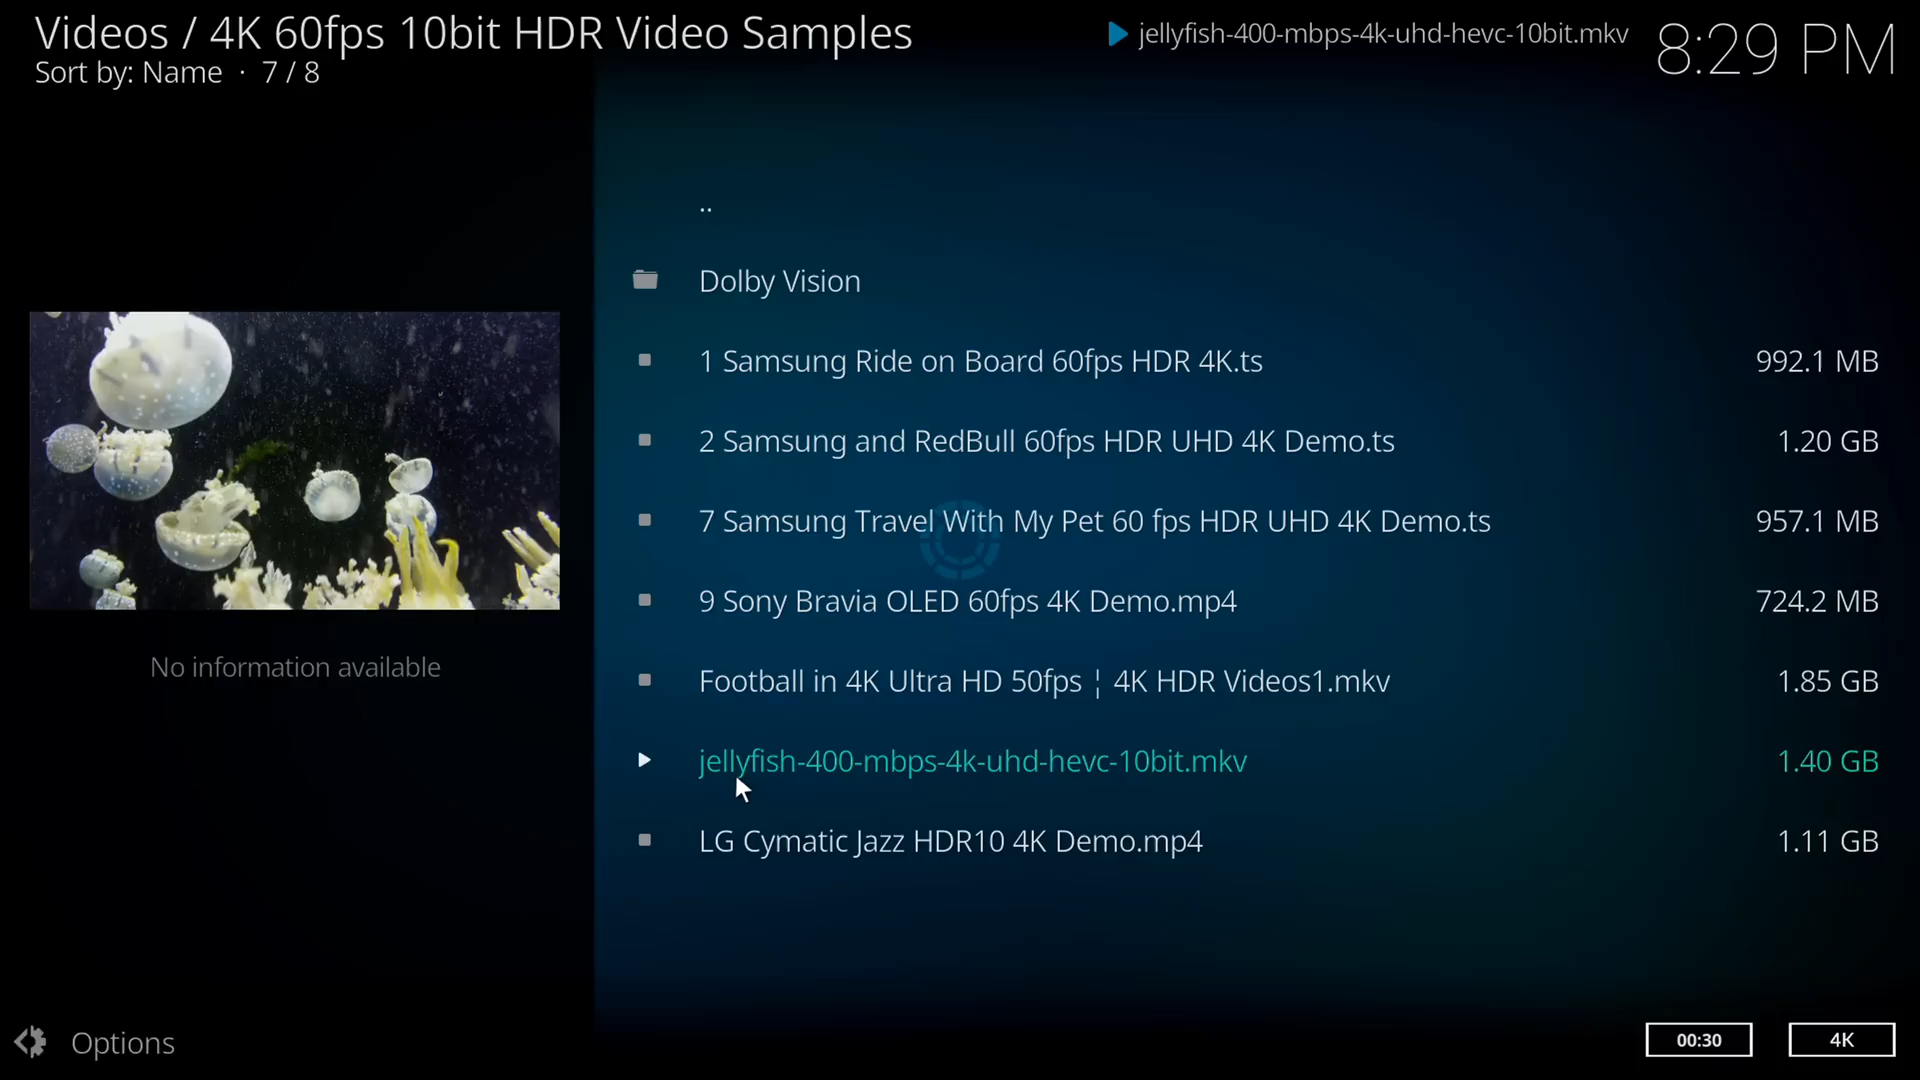 Videos / 4K 60fps 10bit HDR Video Samples
Sort by: Name · 7 / 8
jellyfish-400-mbps-4k-uhd-hevc-10bit.mkv
8:29 PM
..
Dolby Vision
1 Samsung Ride on Board 60fps HDR 4K.ts 992.1 MB
2 Samsung and RedBull 60fps HDR UHD 4K Demo.ts 1.20 GB
7 Samsung Travel With My Pet 60 fps HDR UHD 4K Demo.ts 957.1 MB
9 Sony Bravia OLED 60fps 4K Demo.mp4 724.2 MB
Football in 4K Ultra HD 50fps ¦ 4K HDR Videos1.mkv 1.85 GB
jellyfish-400-mbps-4k-uhd-hevc-10bit.mkv 1.40 GB
LG Cymatic Jazz HDR10 4K Demo.mp4 1.11 GB
No information available
Options
00:30
4K